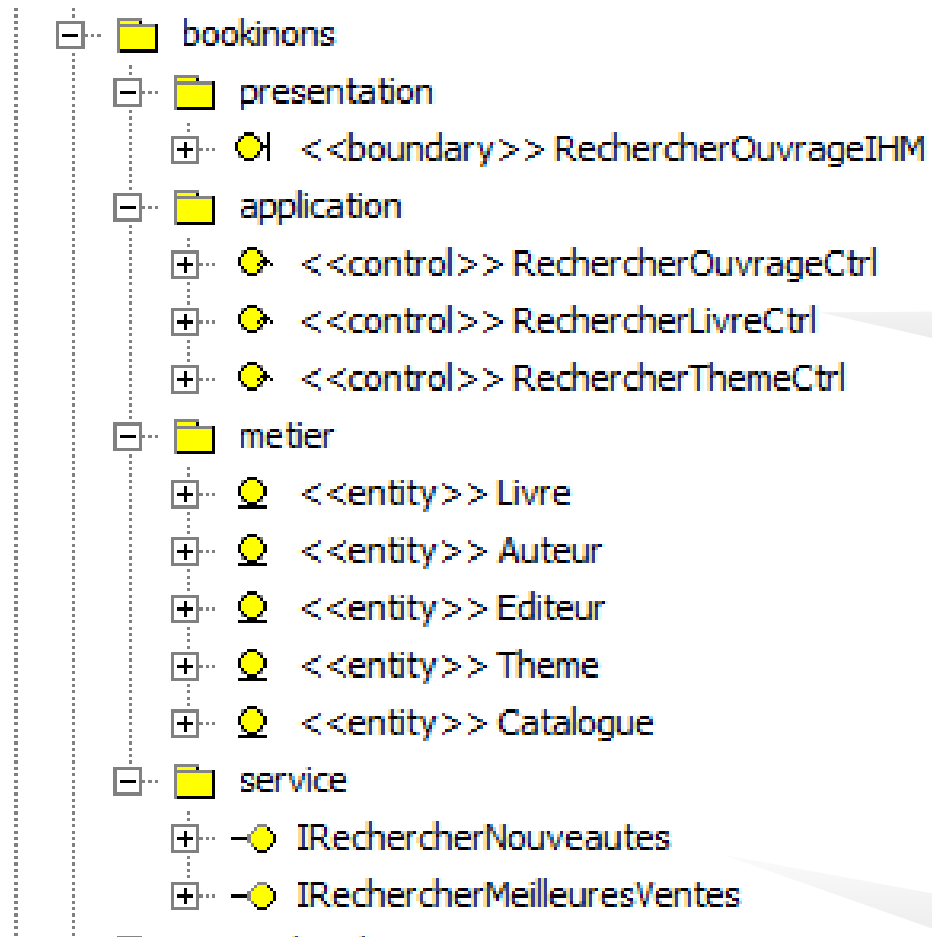 bookinons
presentation
<<boundary>> RechercherOuvrageIHM
application
<<control>> RechercherOuvrageCtrl
<<control>> RechercherLivreCtrl
<<control>> RechercherThemeCtrl
metier
<<entity>> Livre
<<entity>> Auteur
<<entity>> Editeur
<<entity>> Theme
<<entity>> Catalogue
service
IRechercherNouveautes
IRechercherMeilleuresVentes